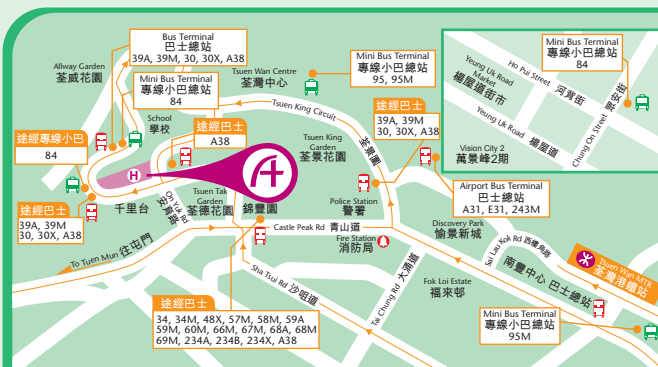 Bus Terminal
巴士總站
39A, 39M, 30, 30X, A38
Allway Garden
荃威花園
Mini Bus Terminal
專線小巴總站
84
Tsuen Wan Centre
荃灣中心
Mini Bus Terminal
專線小巴總站
95, 95M
Mini Bus Terminal
專線小巴總站
84
Yeung Uk Road
Market
楊屋道街市
Ho Pui Street 河背街
Yeung Uk Road 楊屋道
Chung On Street 眾安街
Vision City 2
萬景峰2期
School
學校
途經巴士
A38
Tsuen King Circuit
荃景圍
Tsuen King
Garden
荃景花園
途經巴士
39A, 39M
30, 30X, A38
途經專線小巴
84
H
千里台
On Yuk Rd
安育路
Tsuen Tak
Garden
荃德花園
錦豐園
Police Station
警署
Airport Bus Terminal
巴士總站
A31, E31, 243M
途經巴士
39A, 39M
30, 30X, A38
Castle Peak Rd 青山道
Fire Station
消防局
Discovery Park
愉景新城
Sai Lau Kok Rd 西樓角路
Tsuen Wan MTR
荃灣港鐵站
To Tuen Mun 往屯門
Sha Tsui Rd 沙咀道
Tai Chung Rd 大涌道
Fok Loi Estate
福來邨
南豐中心 巴士總站
途經巴士
34, 34M, 48X, 57M, 58M, 59A
59M, 60M, 66M, 67M, 68A, 68M
69M, 234A, 234B, 234X, A38
Mini Bus Terminal
專線小巴總站
95M